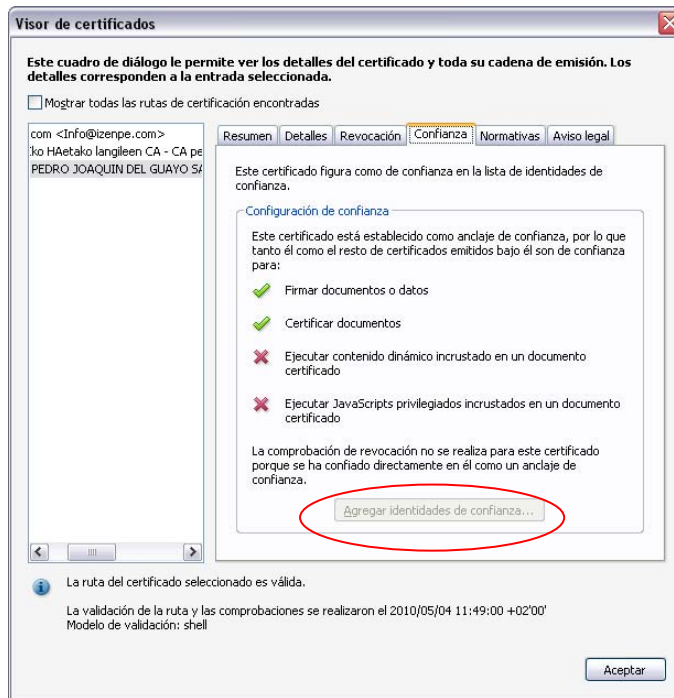 Visor de certificados
Este cuadro de diálogo le permite ver los detalles del certificado y toda su cadena de emisión. Los
detalles corresponden a la entrada seleccionada.
Mostrar todas las rutas de certificación encontradas
com <Info@izenpe.com>
ko HAetako langileen CA - CA pe
PEDRO JOAQUIN DEL GUAYO SA
Resumen Detalles Revocación Confianza Normativas Aviso legal
Este certificado figura como de confianza en la lista de identidades de
confianza.
Configuración de confianza
Este certificado está establecido como anclaje de confianza, por lo que
tanto él como el resto de certificados emitidos bajo él son de confianza
para:
Firmar documentos o datos
Certificar documentos
Ejecutar contenido dinámico incrustado en un documento
certificado
Ejecutar JavaScripts privilegiados incrustados en un documento
certificado
La comprobación de revocación no se realiza para este certificado
porque se ha confiado directamente en él como un anclaje de
confianza.
Agregar identidades de confianza...
La ruta del certificado seleccionado es válida.
La validación de la ruta y las comprobaciones se realizaron el 2010/05/04 11:49:00 +02'00'
Modelo de validación: shell
Aceptar